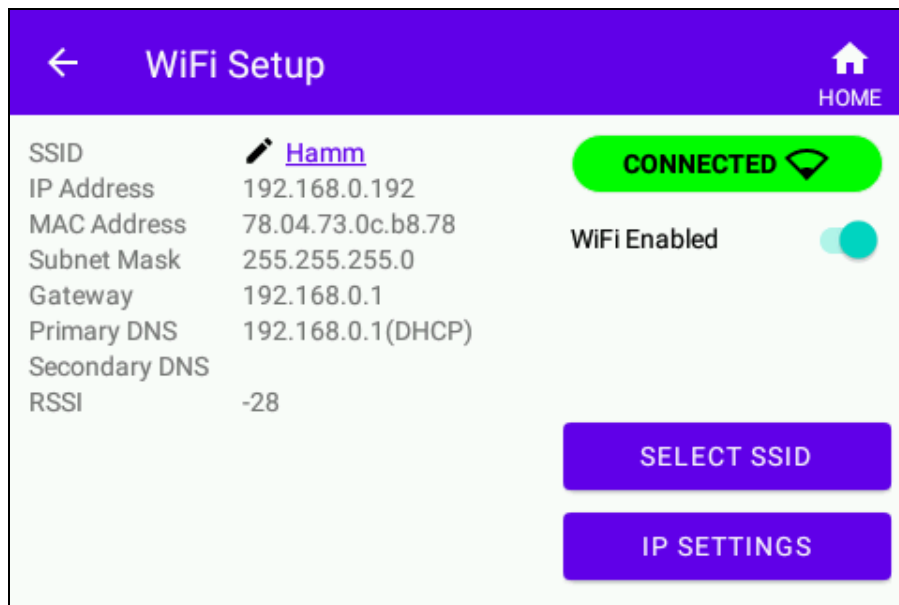 WiFi Setup
HOME
SSID Hamm
IP Address 192.168.0.192
MAC Address 78.04.73.0c.b8.78
Subnet Mask 255.255.255.0
Gateway 192.168.0.1
Primary DNS 192.168.0.1(DHCP)
Secondary DNS
RSSI -28
CONNECTED
WiFi Enabled
SELECT SSID
IP SETTINGS